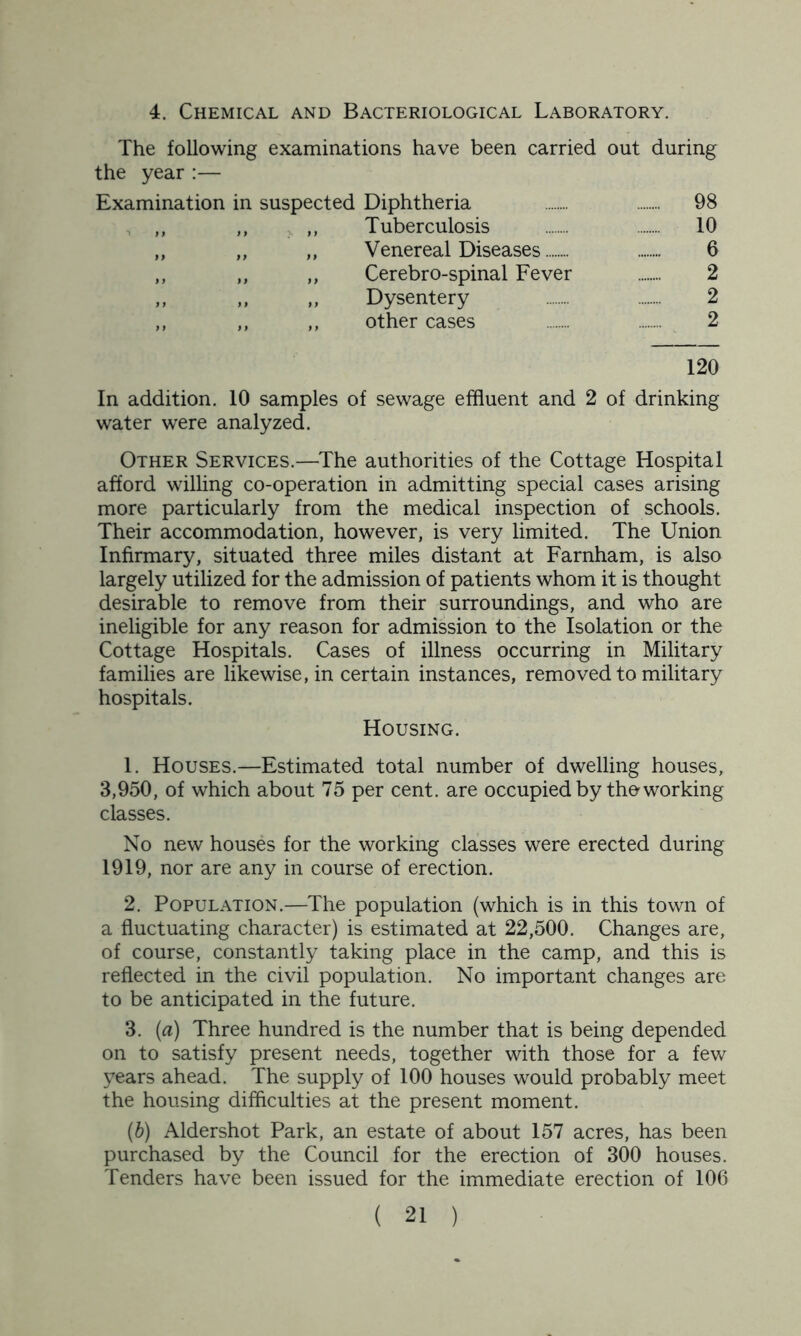 4. Chemical and Bacteriological Laboratory.
The following examinations have been carried out during
the year :—
Examination in suspected Diphtheria ........ ........ 98
,, ,, ,, Tuberculosis ........ ........ 10
,, ,, ,, Venereal Diseases ........ ........ 6
,, ,, ,, Cerebro-spinal Fever ........ 2
,, ,, ,, Dysentery ........ ........ 2
,, ,, ,, other cases ........ ........ 2
120
In addition. 10 samples of sewage effluent and 2 of drinking
water were analyzed.
Other Services.—The authorities of the Cottage Hospital
afford willing co-operation in admitting special cases arising
more particularly from the medical inspection of schools.
Their accommodation, however, is very limited. The Union
Infirmary, situated three miles distant at Farnham, is also
largely utilized for the admission of patients whom it is thought
desirable to remove from their surroundings, and who are
ineligible for any reason for admission to the Isolation or the
Cottage Hospitals. Cases of illness occurring in Military
families are likewise, in certain instances, removed to military
hospitals.
Housing.
1. Houses.—Estimated total number of dwelling houses,
3,950, of which about 75 per cent. are occupied by the working
classes.
No new houses for the working classes were erected during
1919, nor are any in course of erection.
2. Population.—The population (which is in this town of
a fluctuating character) is estimated at 22,500. Changes are,
of course, constantly taking place in the camp, and this is
reflected in the civil population. No important changes are
to be anticipated in the future.
3. (a) Three hundred is the number that is being depended
on to satisfy present needs, together with those for a few
years ahead. The supply of 100 houses would probably meet
the housing difficulties at the present moment.
(b) Aldershot Park, an estate of about 157 acres, has been
purchased by the Council for the erection of 300 houses.
Tenders have been issued for the immediate erection of 106
( 21 )